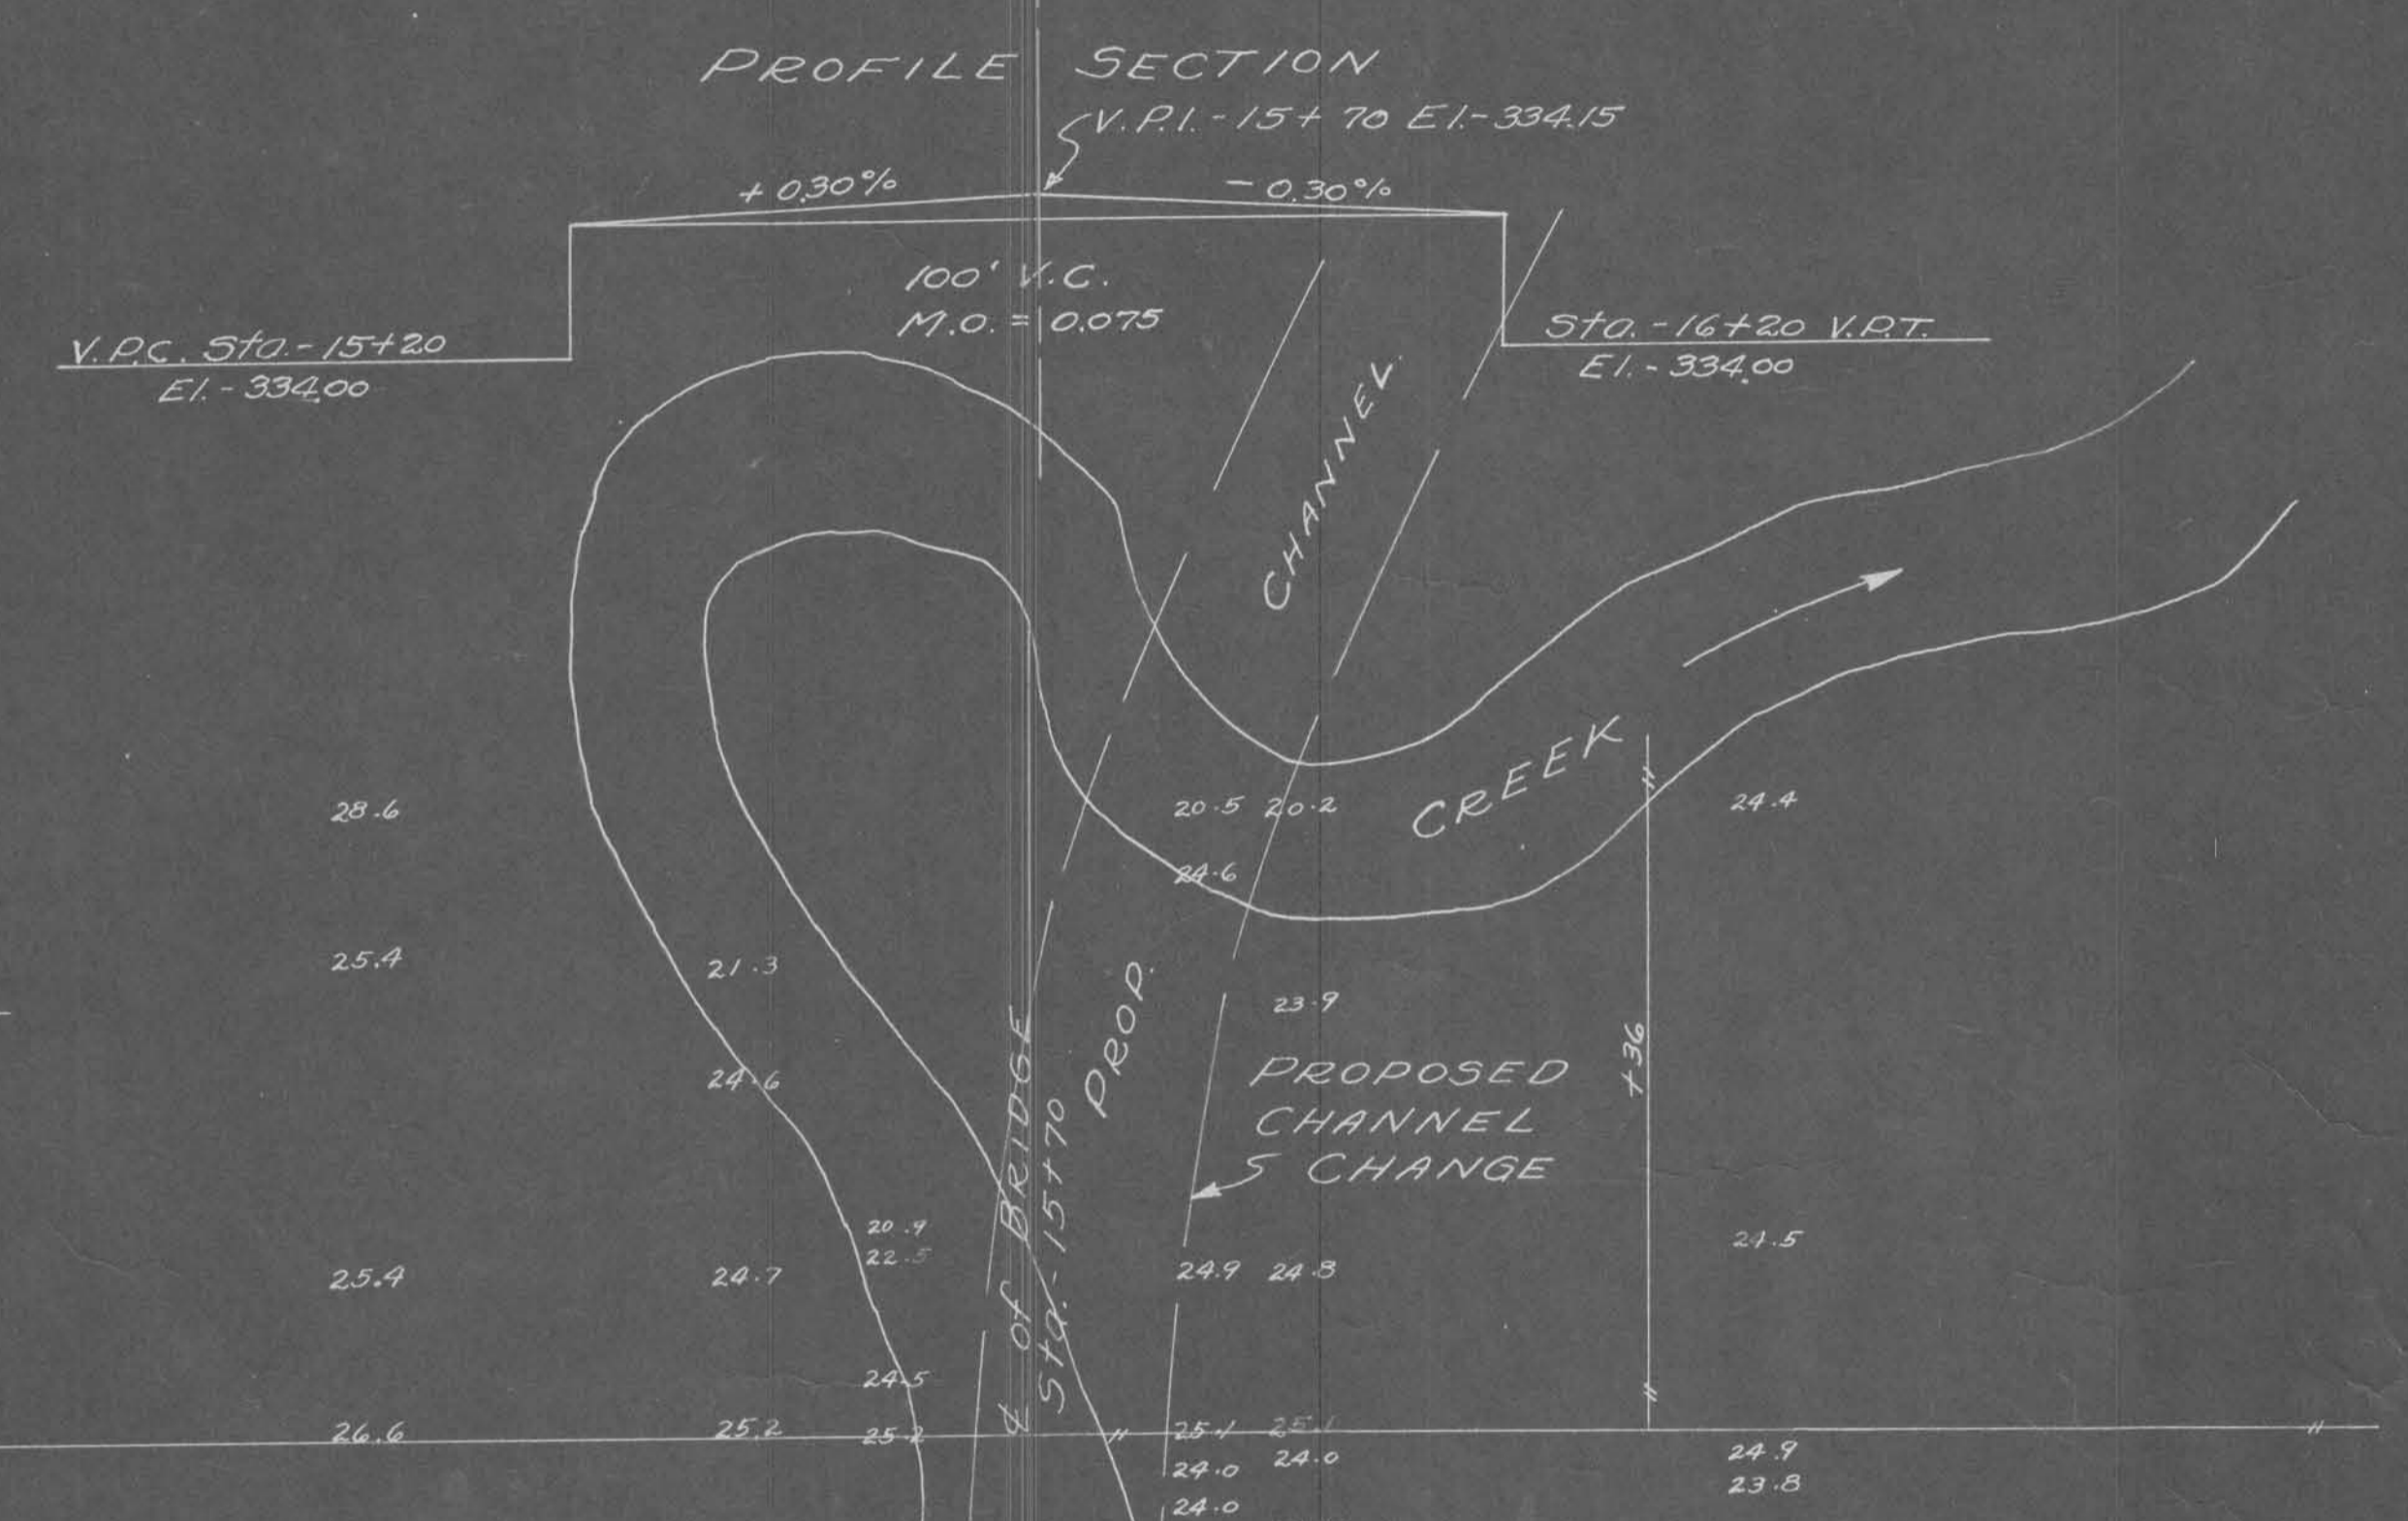 PROFILE SECTION
V.P.I. - 15+70 El. - 334.15
+ 0.30% - 0.30%
100' V.C.
M.O. = 0.075
V.P.C. Sta. - 15+20
El. - 334.00
Sta. - 16+20 V.P.T.
El. - 334.00
CHANNEL
CREEK
28.6 20.5 20.2 24.4
24.6
25.4 21.3
23.9
PROP.
24.6
PROPOSED
CHANNEL
CHANGE
+36
℄ of BRIDGE
Sta. - 15+70
20.9
22.5
24.5
25.4 24.7 24.9 24.8
24.5
26.6 25.2 25.2 25.1 25.1
24.0 24.0 24.9
24.0 23.8